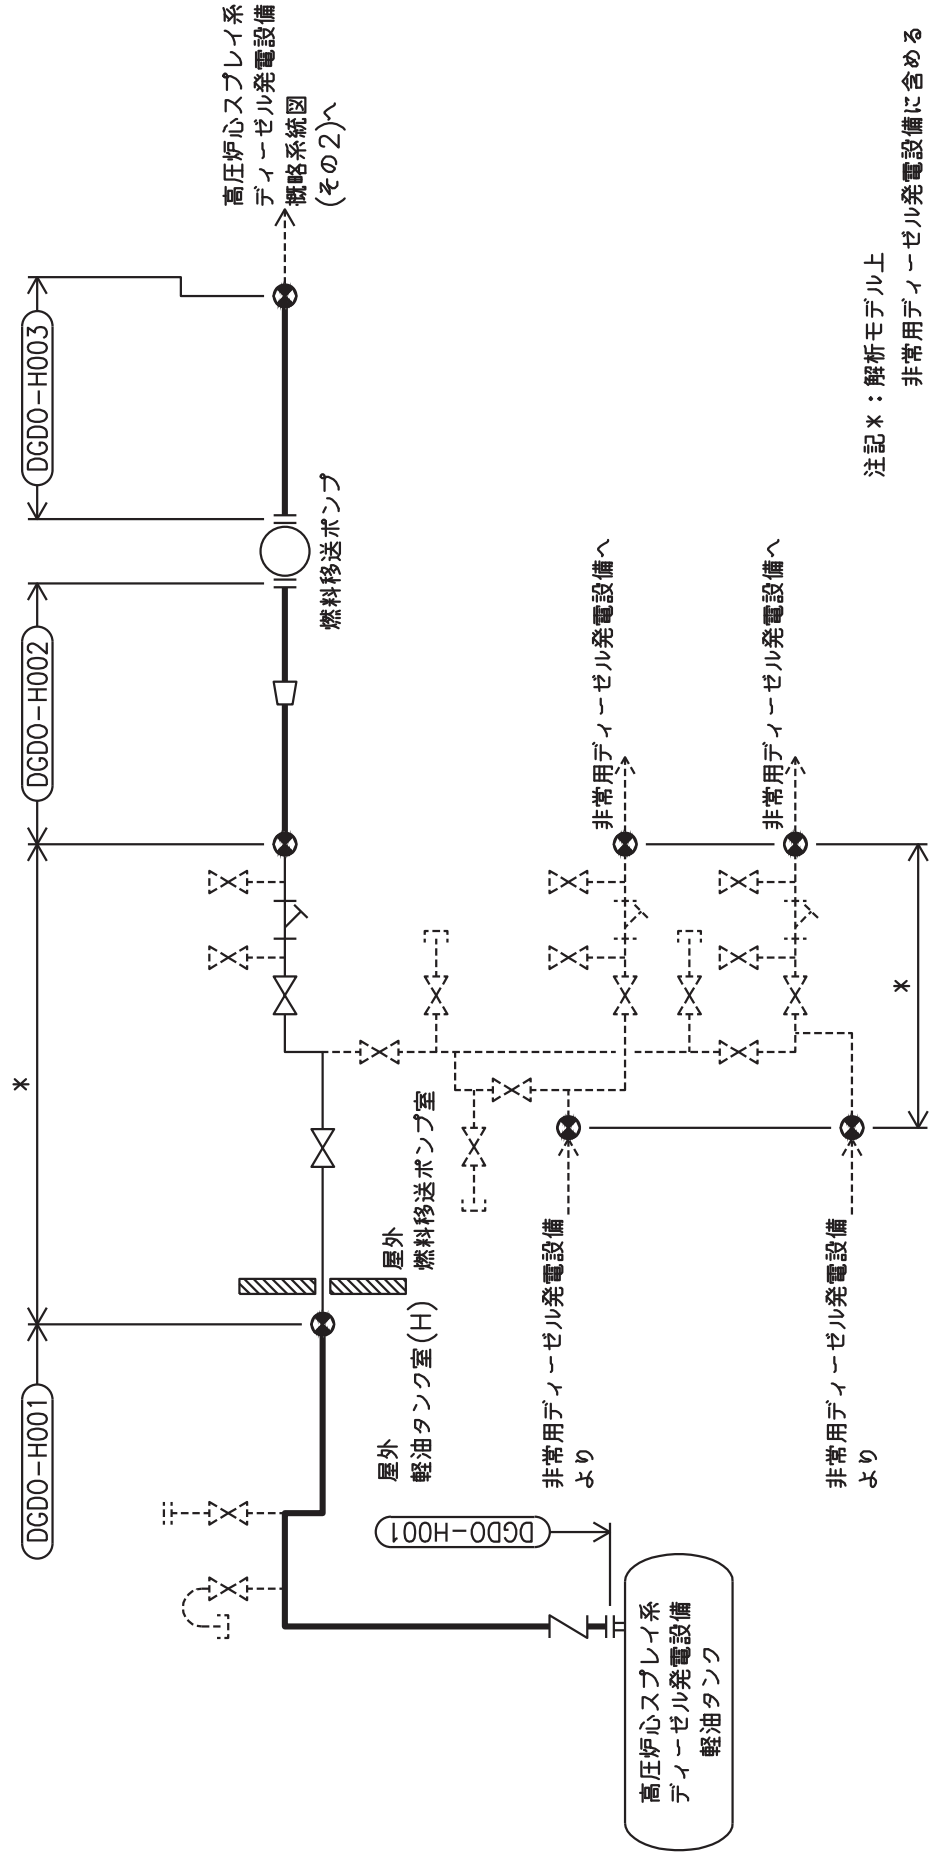 DGDO-H001
*
DGDO-H002
DGDO-H003
高圧炉心スプレイ系
ディーゼル発電設備
概略系統図
(その2)へ
燃料移送ポンプ
屋外
軽油タンク室(H)
屋外
燃料移送ポンプ室
DGDO-H001
高圧炉心スプレイ系
ディーゼル発電設備
軽油タンク
非常用ディーゼル発電設備
より
非常用ディーゼル発電設備へ
非常用ディーゼル発電設備
より
非常用ディーゼル発電設備へ
*
注記*:解析モデル上
非常用ディーゼル発電設備に含める